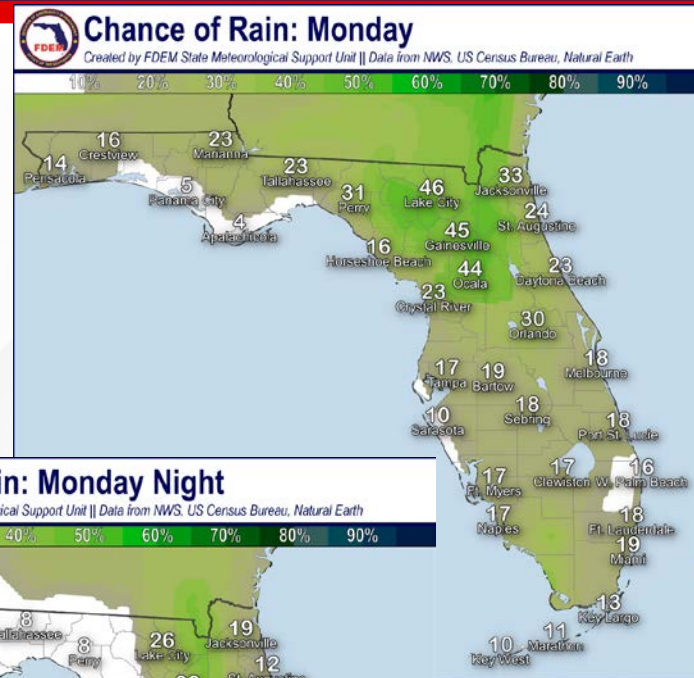 FDEM
Chance of Rain: Monday
Created by FDEM State Meteorological Support Unit || Data from NWS, US Census Bureau, Natural Earth
10% 20% 30% 40% 50% 60% 70% 80% 90%
16
Crestview
23
Marianna
14
Pensacola
23
Tallahassee
5
Panama City
4
Apalachicola
31
Perry
46
Lake City
33
Jacksonville
24
St. Augustine
45
Gainesville
16
Horseshoe Beach
44
Ocala
23
Daytona Beach
23
Crystal River
30
Orlando
17
Tampa
19
Bartow
18
Melbourne
10
Sarasota
18
Sebring
18
Port St. Lucie
17
Ft. Myers
17
Clewiston
16
W. Palm Beach
17
Naples
18
Ft. Lauderdale
19
Miami
13
Key Largo
11
Marathon
10
Key West
in: Monday Night
ical Support Unit || Data from NWS, US Census Bureau, Natural Earth
40% 50% 60% 70% 80% 90%
8
allahassee
8
Perry
26
Lake City
19
Jacksonville
12